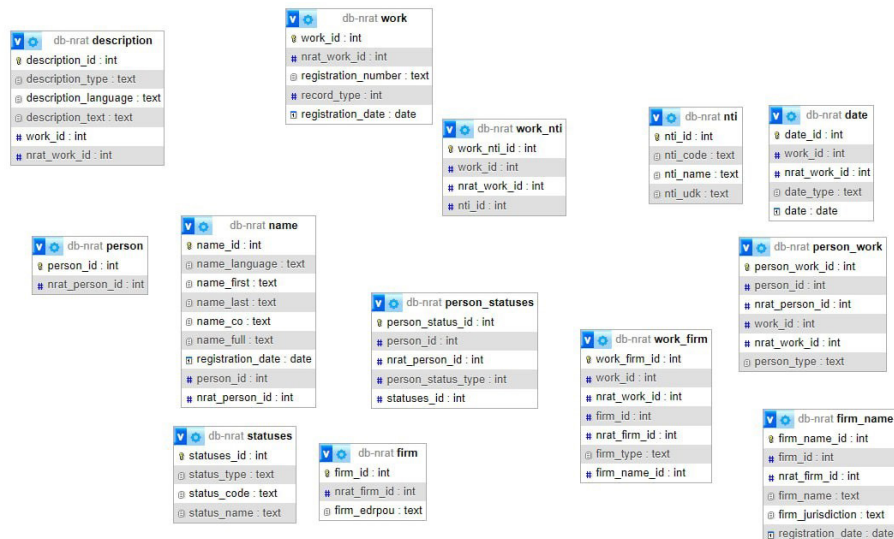 db-nrat description
description_id : int
description_type : text
description_language : text
description_text : text
work_id : int
nrat_work_id : int
db-nrat work
work_id : int
nrat_work_id : int
registration_number : text
record_type : int
registration_date : date
db-nrat work_nti
work_nti_id : int
work_id : int
nrat_work_id : int
nti_id : int
db-nrat nti
nti_id : int
nti_code : text
nti_name : text
nti_udk : text
db-nrat date
date_id : int
work_id : int
nrat_work_id : int
date_type : text
date : date
db-nrat person
person_id : int
nrat_person_id : int
db-nrat name
name_id : int
name_language : text
name_first : text
name_last : text
name_co : text
name_full : text
registration_date : date
person_id : int
nrat_person_id : int
db-nrat person_statuses
person_status_id : int
person_id : int
nrat_person_id : int
person_status_type : int
statuses_id : int
db-nrat person_work
person_work_id : int
person_id : int
nrat_person_id : int
work_id : int
nrat_work_id : int
person_type : text
db-nrat work_firm
work_firm_id : int
work_id : int
nrat_work_id : int
firm_id : int
nrat_firm_id : int
firm_type : text
firm_name_id : int
db-nrat statuses
statuses_id : int
status_type : text
status_code : text
status_name : text
db-nrat firm
firm_id : int
nrat_firm_id : int
firm_edrpou : text
db-nrat firm_name
firm_name_id : int
firm_id : int
nrat_firm_id : int
firm_name : text
firm_jurisdiction : text
registration_date : date